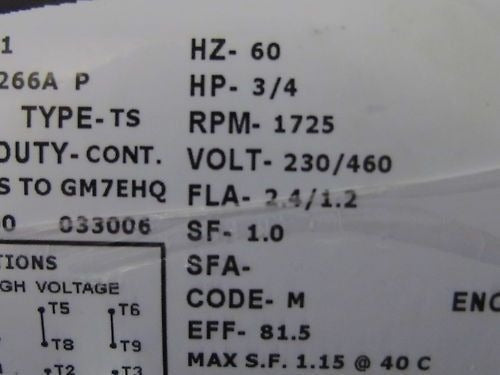 1 HZ- 60
266A P HP- 3/4
TYPE-TS RPM- 1725
DUTY-CONT. VOLT- 230/460
S TO GM7EHQ FLA- 2.4/1.2
0 033006 SF- 1.0
TIONS SFA-
GH VOLTAGE CODE- M ENC
T5 T6 EFF- 81.5
T8 T9 MAX S.F. 1.15 @ 40 C
T2 T3